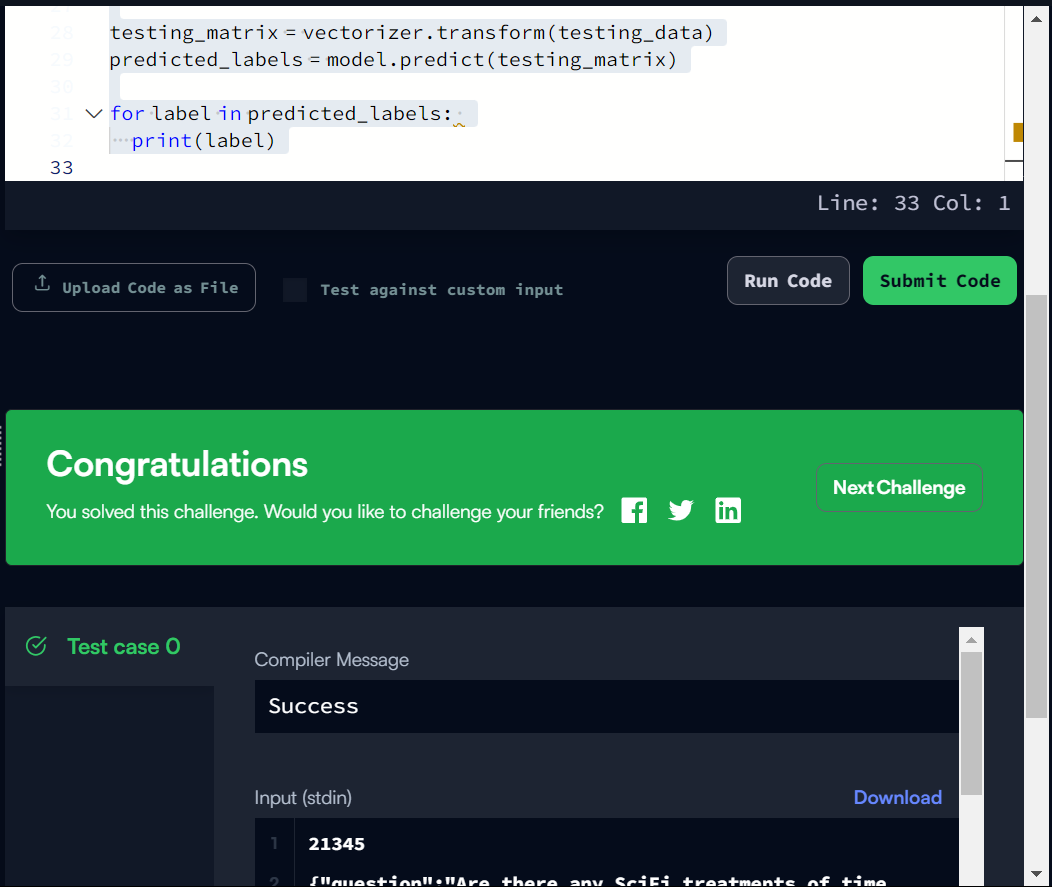 28 testing_matrix = vectorizer.transform(testing_data)
29 predicted_labels = model.predict(testing_matrix)
30
31 for label in predicted_labels:
32 print(label)
33
Line: 33 Col: 1
Upload Code as File
Test against custom input
Run Code
Submit Code
Congratulations
You solved this challenge. Would you like to challenge your friends?
Next Challenge
Test case 0
Compiler Message
Success
Input (stdin)
Download
1 21345
2 {"question":"Are there any SciFi treatments of time